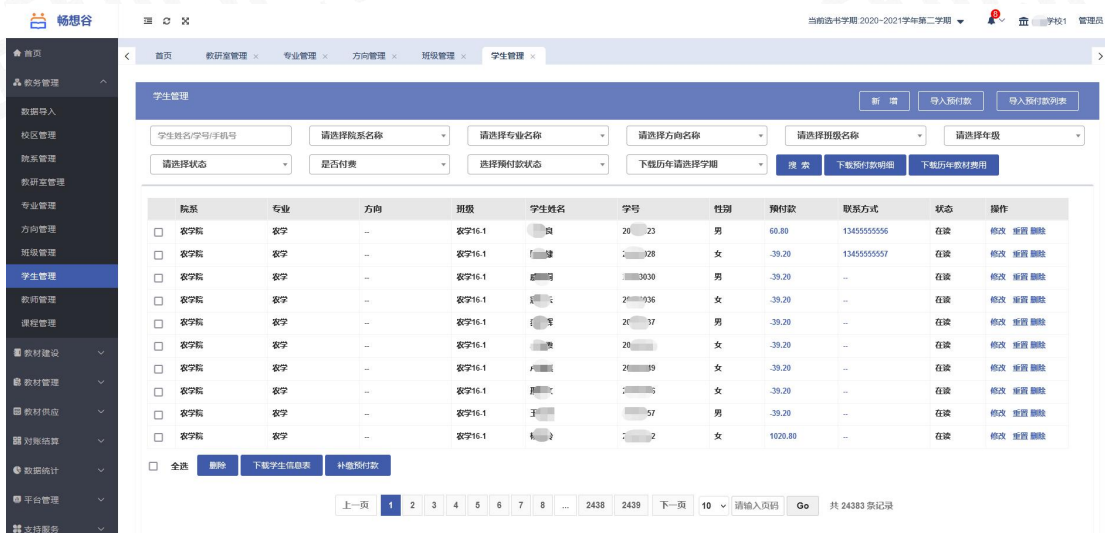 畅想谷
当前选书学期 2020~2021学年第二学期 8 学校1 管理员
首页
教务管理
数据导入
校区管理
院系管理
教研室管理
专业管理
方向管理
班级管理
学生管理
教师管理
课程管理
教材建设
教材管理
教材供应
对账结算
数据统计
平台管理
支持服务
首页 教研室管理 × 专业管理 × 方向管理 × 班级管理 × 学生管理 ×
学生管理 新 增 导入预付款 导入预付款列表
学生姓名/学号/手机号 请选择院系名称 请选择专业名称 请选择方向名称 请选择班级名称 请选择年级
请选择状态 是否付费 选择预付款状态 下载历年请选择学期 搜 索 下载预付款明细 下载历年教材费用
院系 专业 方向 班级 学生姓名 学号 性别 预付款 联系方式 状态 操作
农学院 农学 -- 农学16-1 良 20 23 男 60.80 13455555556 在读 修改 重置 删除
农学院 农学 -- 农学16-1 928 女 -39.20 13455555557 在读 修改 重置 删除
农学院 农学 -- 农学16-1 3030 男 -39.20 -- 在读 修改 重置 删除
农学院 农学 -- 农学16-1 036 女 -39.20 -- 在读 修改 重置 删除
农学院 农学 -- 农学16-1 37 男 -39.20 -- 在读 修改 重置 删除
农学院 农学 -- 农学16-1 20 女 -39.20 -- 在读 修改 重置 删除
农学院 农学 -- 农学16-1 女 -39.20 -- 在读 修改 重置 删除
农学院 农学 -- 农学16-1 女 -39.20 -- 在读 修改 重置 删除
农学院 农学 -- 农学16-1 57 男 -39.20 -- 在读 修改 重置 删除
农学院 农学 -- 农学16-1 2 女 1020.80 -- 在读 修改 重置 删除
全选 删除 下载学生信息表 补缴预付款
上一页 1 2 3 4 5 6 7 8 ... 2438 2439 下一页 10 请输入页码 Go 共 24383 条记录